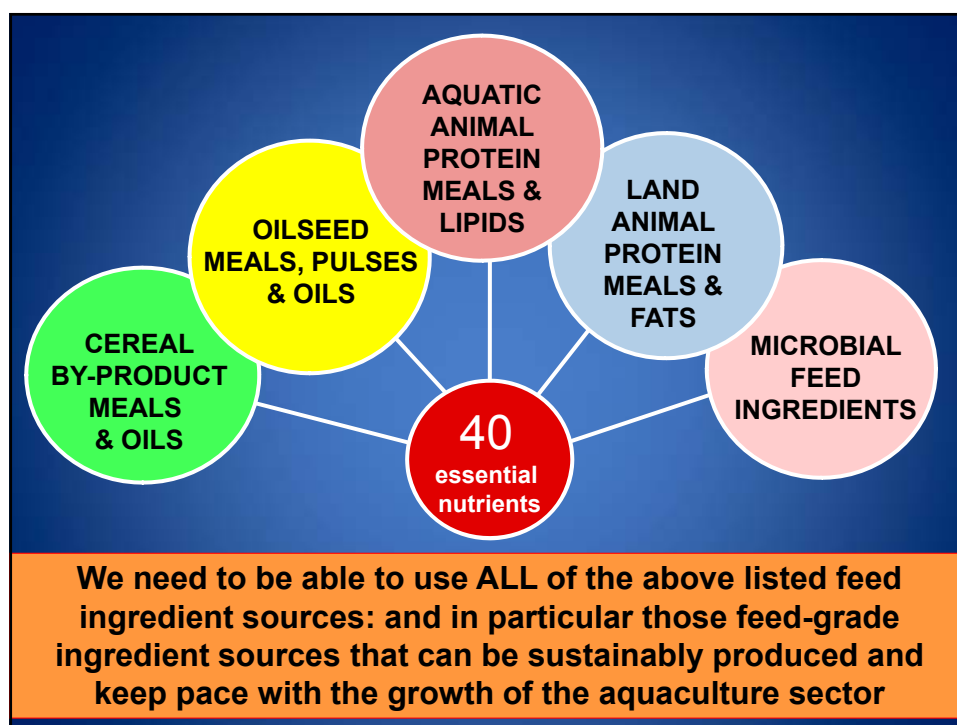 CEREAL
BY-PRODUCT
MEALS
& OILS
OILSEED
MEALS, PULSES
& OILS
AQUATIC
ANIMAL
PROTEIN
MEALS &
LIPIDS
LAND
ANIMAL
PROTEIN
MEALS &
FATS
MICROBIAL
FEED
INGREDIENTS
40
essential
nutrients
We need to be able to use ALL of the above listed feed
ingredient sources: and in particular those feed-grade
ingredient sources that can be sustainably produced and
keep pace with the growth of the aquaculture sector